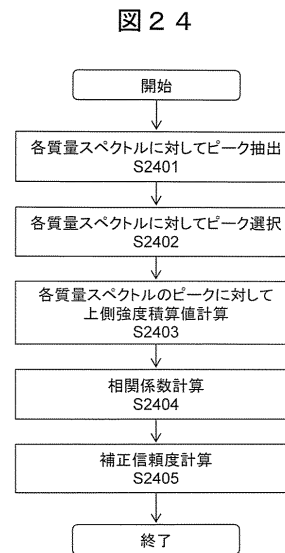 図２４
開始
各質量スペクトルに対してピーク抽出
S2401
各質量スペクトルに対してピーク選択
S2402
各質量スペクトルのピークに対して
上側強度積算値計算
S2403
相関係数計算
S2404
補正信頼度計算
S2405
終了